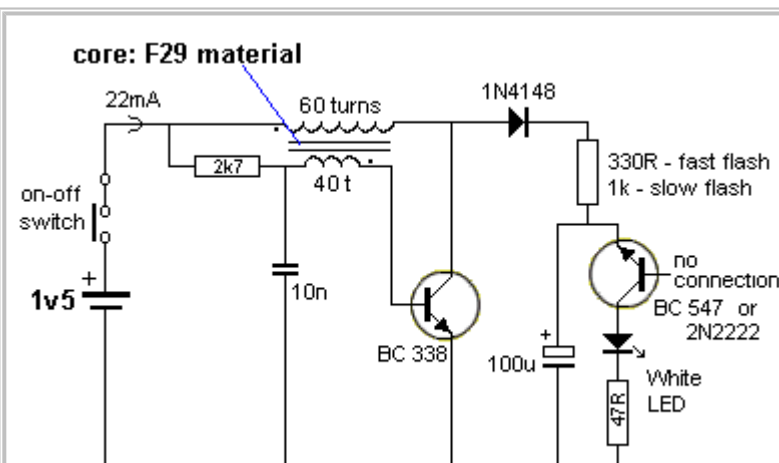 core: F29 material
22mA
60 turns
1N4148
2k7
40 t
330R - fast flash
1k - slow flash
on-off
switch
+
1v5
10n
BC 338
no
connection
BC 547 or
2N2222
+
100u
White
LED
47R